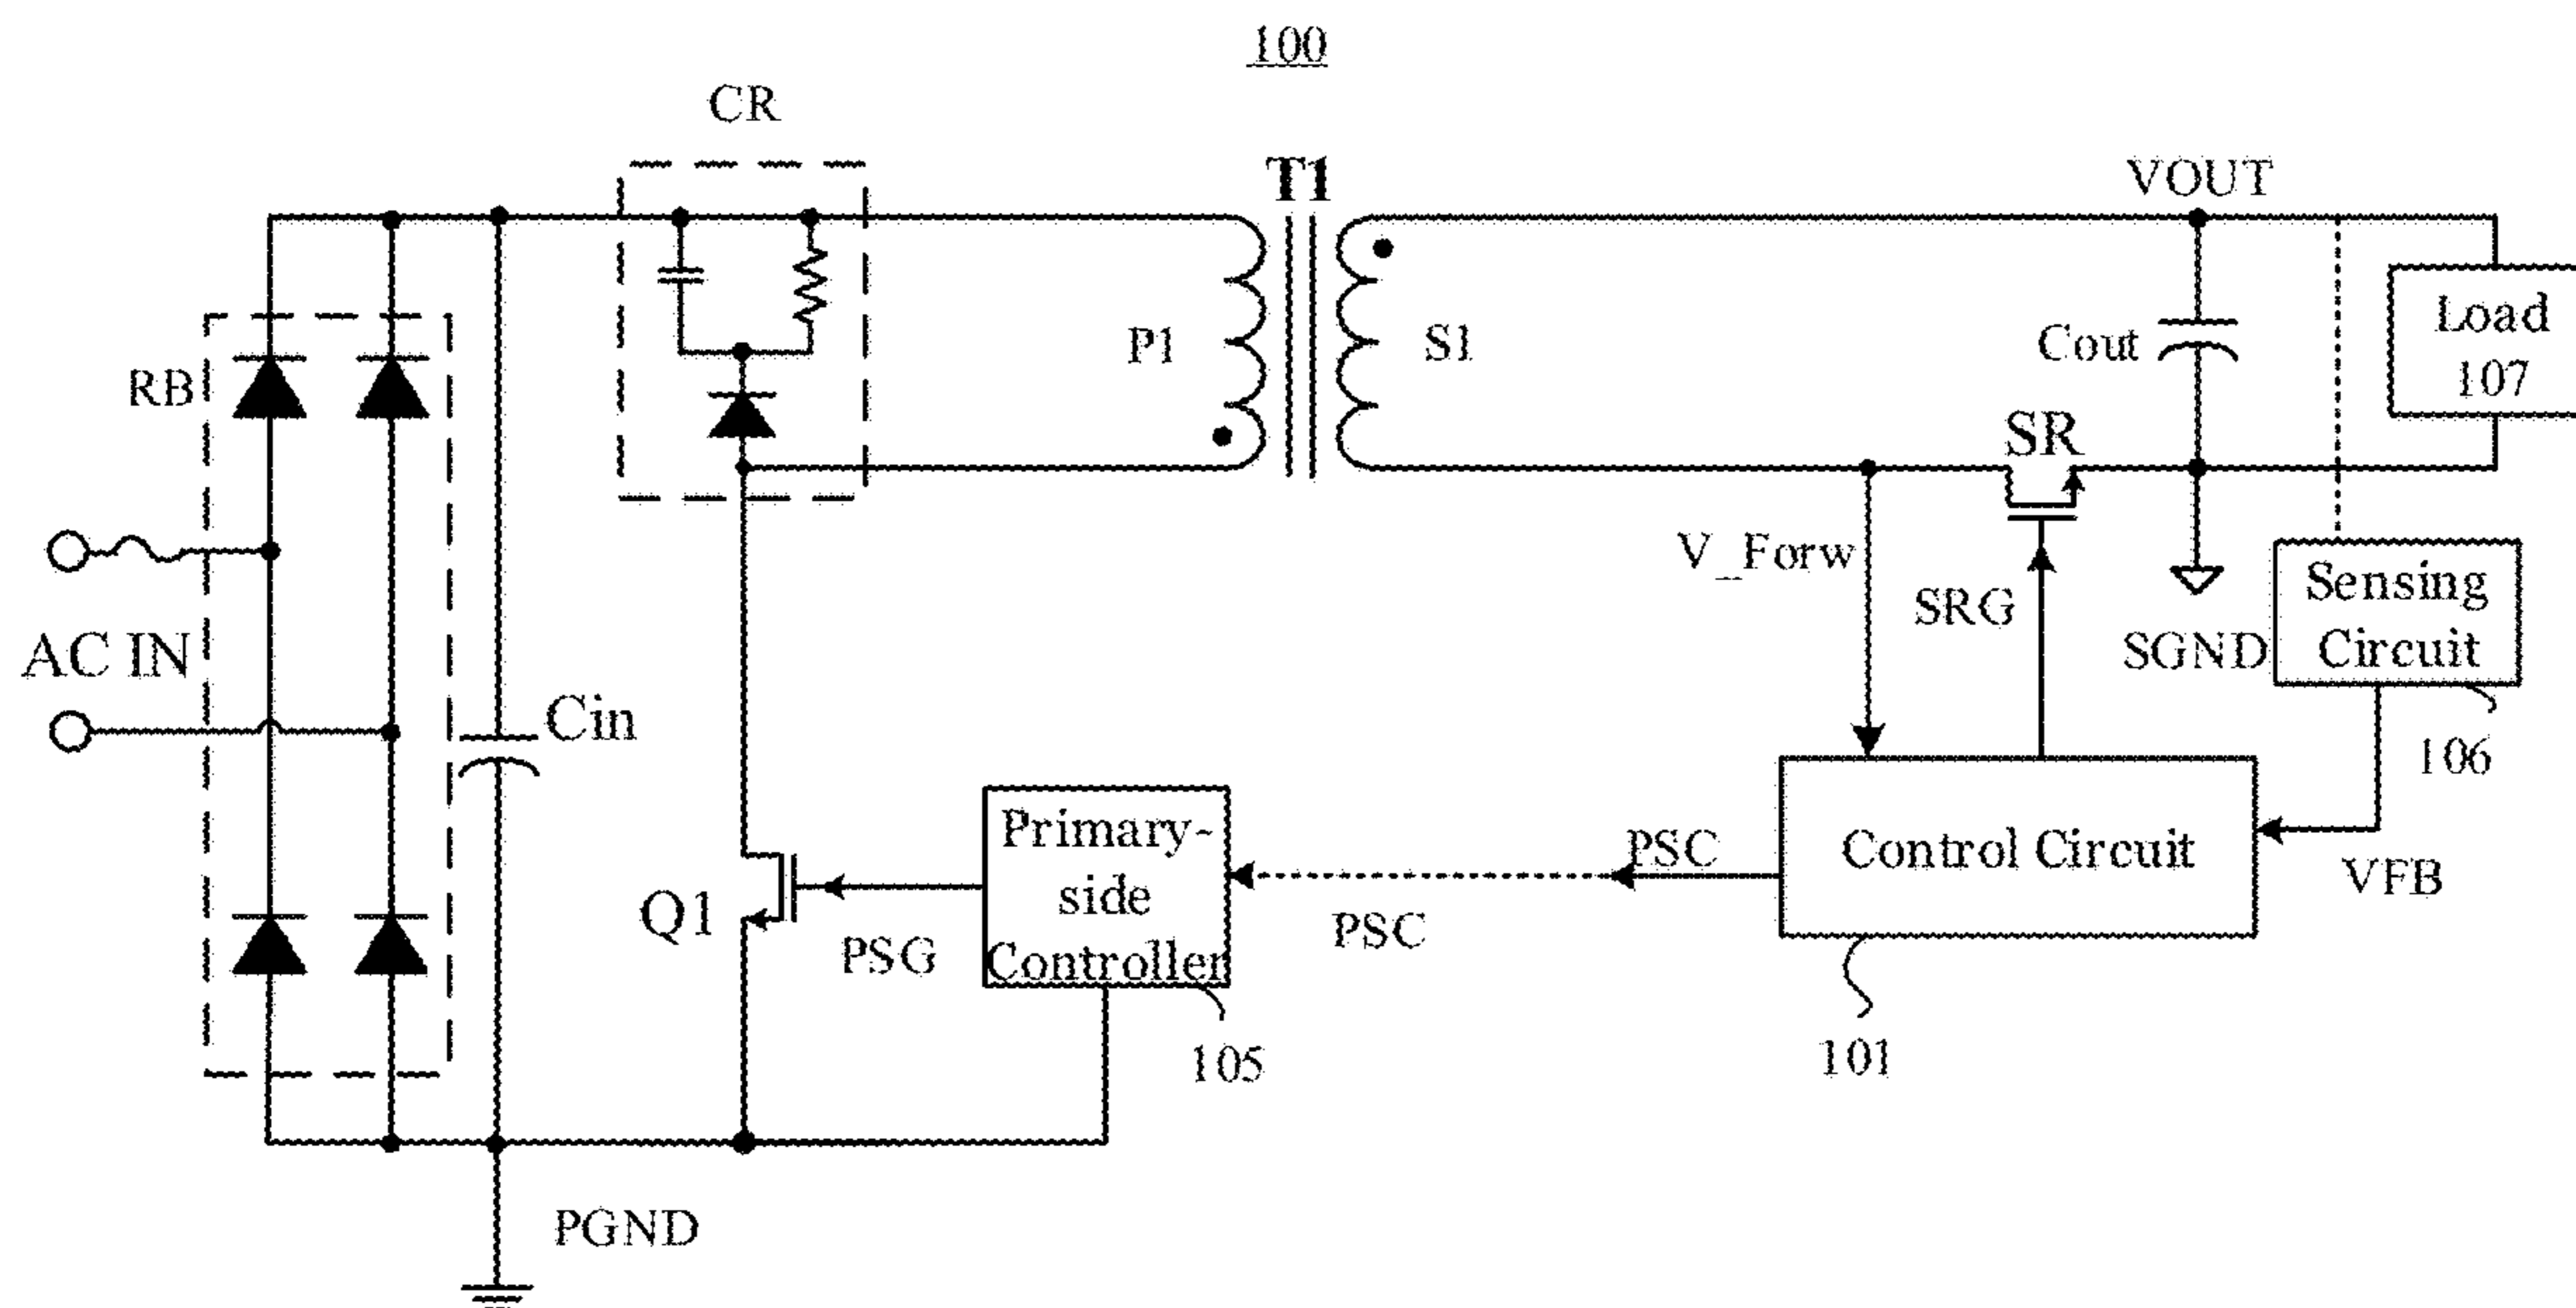 100
CR
T1
VOUT
RB
P1
S1
Cout
Load
107
SR
V_Forw
SRG
SGND
Sensing
Circuit
106
AC IN
Cin
Q1
PSG
Primary-
side
Controller
105
PSC
PSC
Control Circuit
101
VFB
PGND